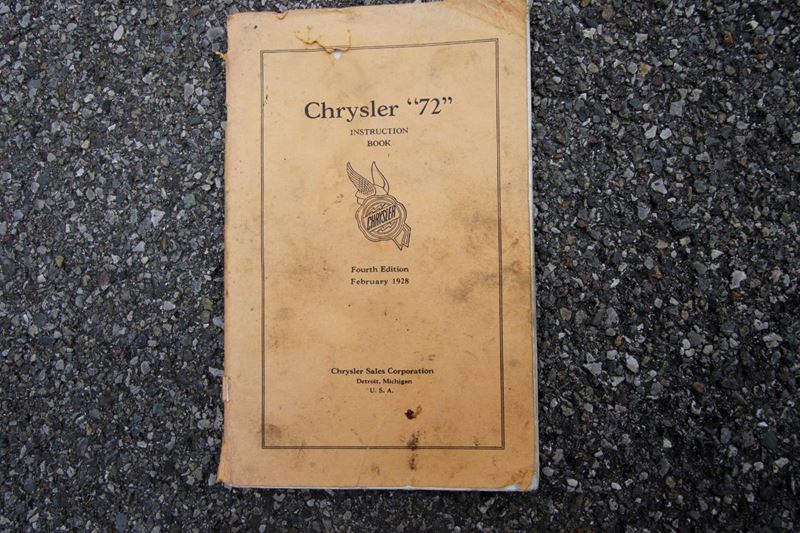 Chrysler “72”
INSTRUCTION
BOOK
CHRYSLER
Fourth Edition
February 1928
Chrysler Sales Corporation
Detroit, Michigan
U. S. A.